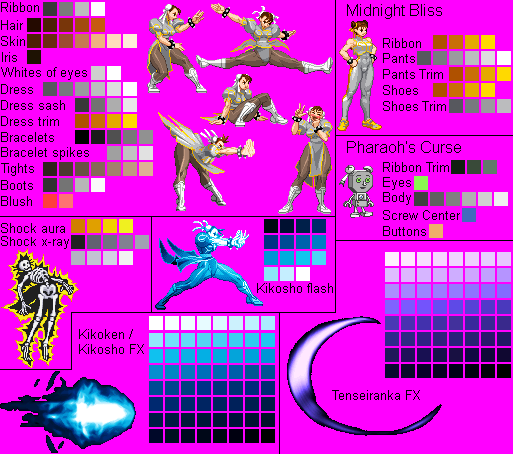 Ribbon
Hair
Skin
Iris
Whites of eyes
Dress
Dress sash
Dress trim
Bracelets
Bracelet spikes
Tights
Boots
Blush
Midnight Bliss
Ribbon
Pants
Pants Trim
Shoes
Shoes Trim
Pharaoh's Curse
Ribbon Trim
Eyes
Body
Screw Center
Buttons
Shock aura
Shock x-ray
Kikosho flash
Kikoken /
Kikosho FX
Tenseiranka FX